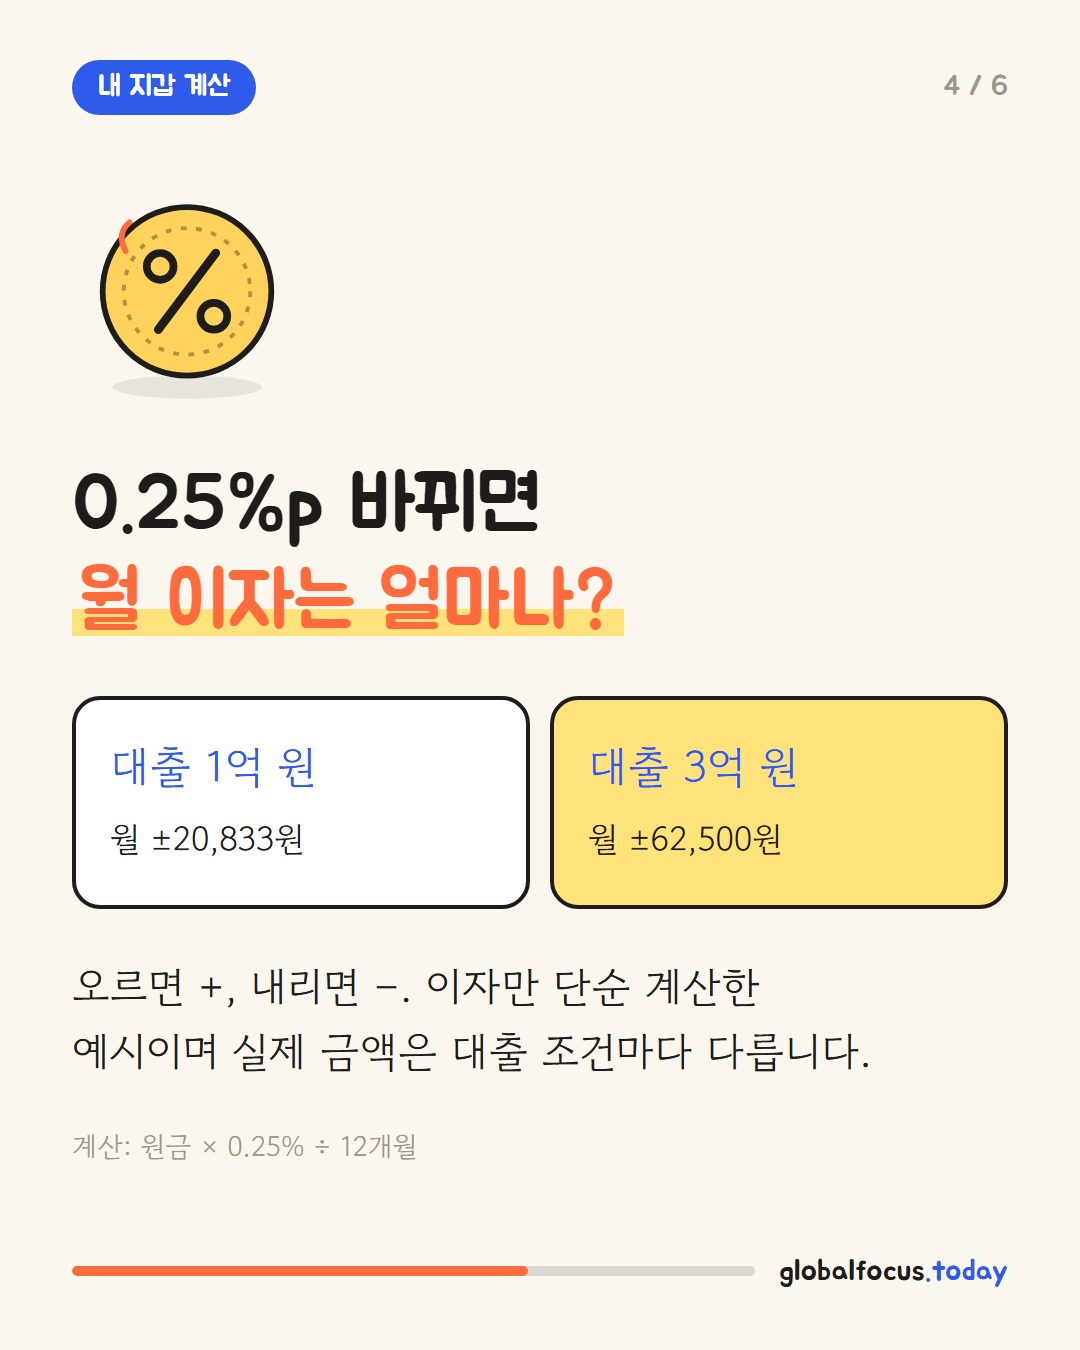 내 지갑 계산
4 / 6
%
0.25%p 바뀌면
월 이자는 얼마나?
대출 1억 원
월 ±20,833원
대출 3억 원
월 ±62,500원
오르면 +, 내리면 −. 이자만 단순 계산한
예시이며 실제 금액은 대출 조건마다 다릅니다.
계산: 원금 × 0.25% ÷ 12개월
globalfocus.today